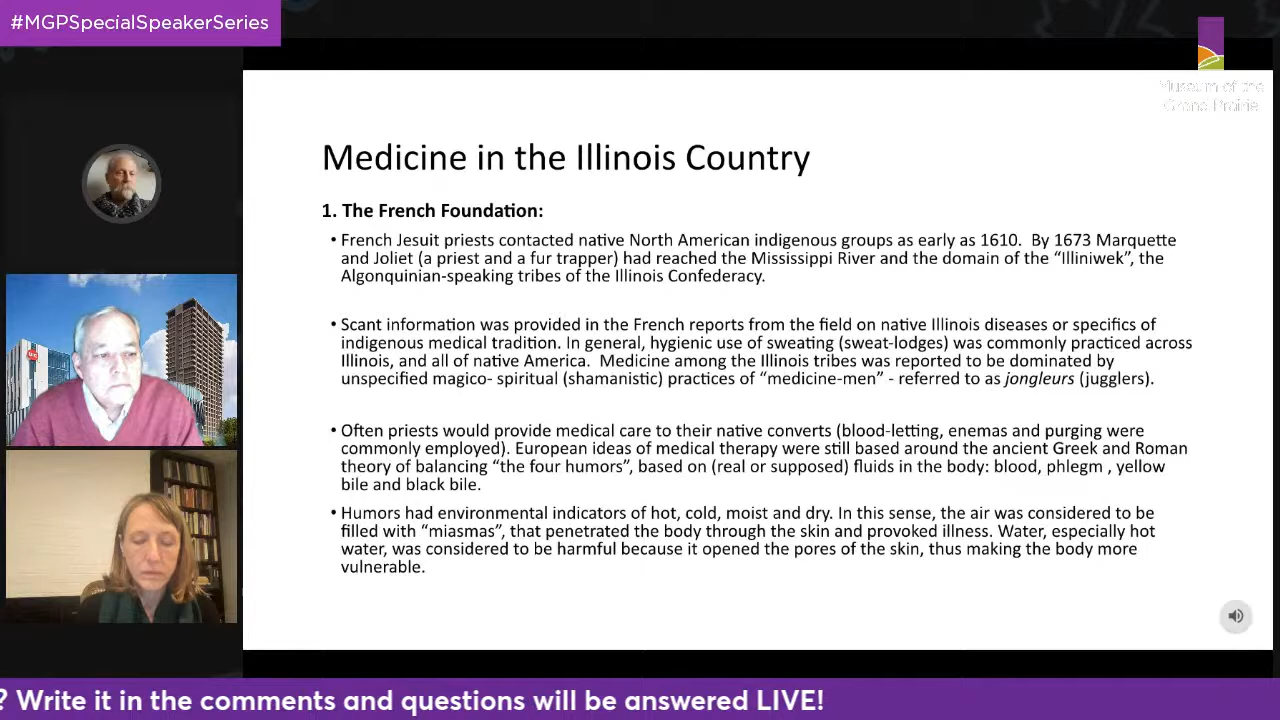 #MGPSpecialSpeakerSeries
Museum of the
Grand Prairie
Medicine in the Illinois Country
1. The French Foundation:
• French Jesuit priests contacted native North American indigenous groups as early as 1610.  By 1673 Marquette
and Joliet (a priest and a fur trapper) had reached the Mississippi River and the domain of the “Illiniwek”, the
Algonquinian-speaking tribes of the Illinois Confederacy.
• Scant information was provided in the French reports from the field on native Illinois diseases or specifics of
indigenous medical tradition. In general, hygienic use of sweating (sweat-lodges) was commonly practiced across
Illinois, and all of native America.  Medicine among the Illinois tribes was reported to be dominated by
unspecified magico- spiritual (shamanistic) practices of “medicine-men” - referred to as jongleurs (jugglers).
• Often priests would provide medical care to their native converts (blood-letting, enemas and purging were
commonly employed). European ideas of medical therapy were still based around the ancient Greek and Roman
theory of balancing “the four humors”, based on (real or supposed) fluids in the body: blood, phlegm , yellow
bile and black bile.
• Humors had environmental indicators of hot, cold, moist and dry. In this sense, the air was considered to be
filled with “miasmas”, that penetrated the body through the skin and provoked illness. Water, especially hot
water, was considered to be harmful because it opened the pores of the skin, thus making the body more
vulnerable.
? Write it in the comments and questions will be answered LIVE!